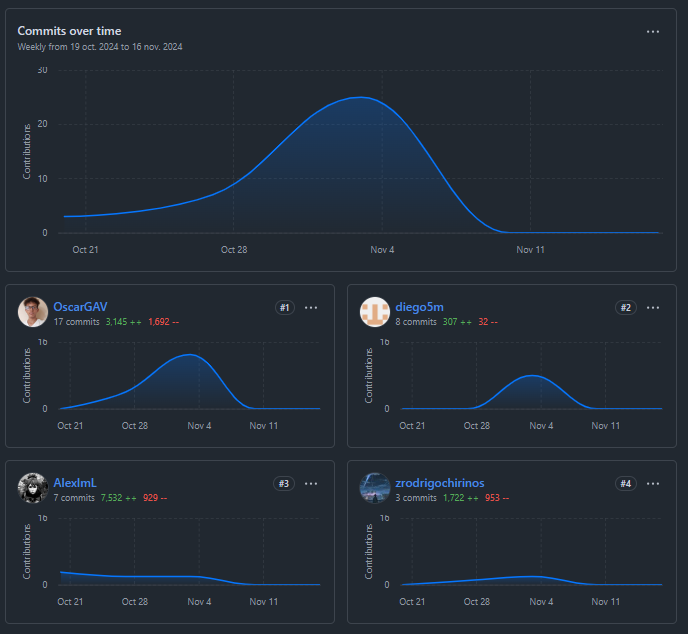 Commits over time
Weekly from 19 oct. 2024 to 16 nov. 2024
Contributions
30
20
10
0
Oct 21 Oct 28 Nov 4 Nov 11
OscarGAV #1
17 commits 3,145 ++ 1,692 --
Contributions
16
0
Oct 21 Oct 28 Nov 4 Nov 11
diego5m #2
8 commits 307 ++ 32 --
Contributions
16
0
Oct 21 Oct 28 Nov 4 Nov 11
#3
7 commits 7,532 ++ 929 --
Contributions
16
0
Oct 21 Oct 28 Nov 4 Nov 11
zrodrigochirinos #4
3 commits 1,722 ++ 953 --
Contributions
16
0
Oct 21 Oct 28 Nov 4 Nov 11